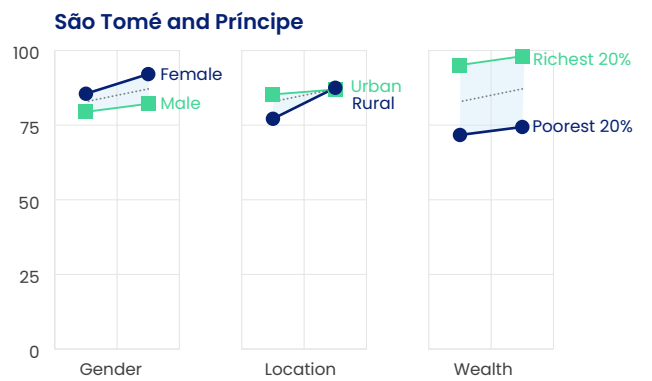 São Tomé and Príncipe
100
75
50
25
0
Female
Male
Urban
Rural
Richest 20%
Poorest 20%
Gender
Location
Wealth